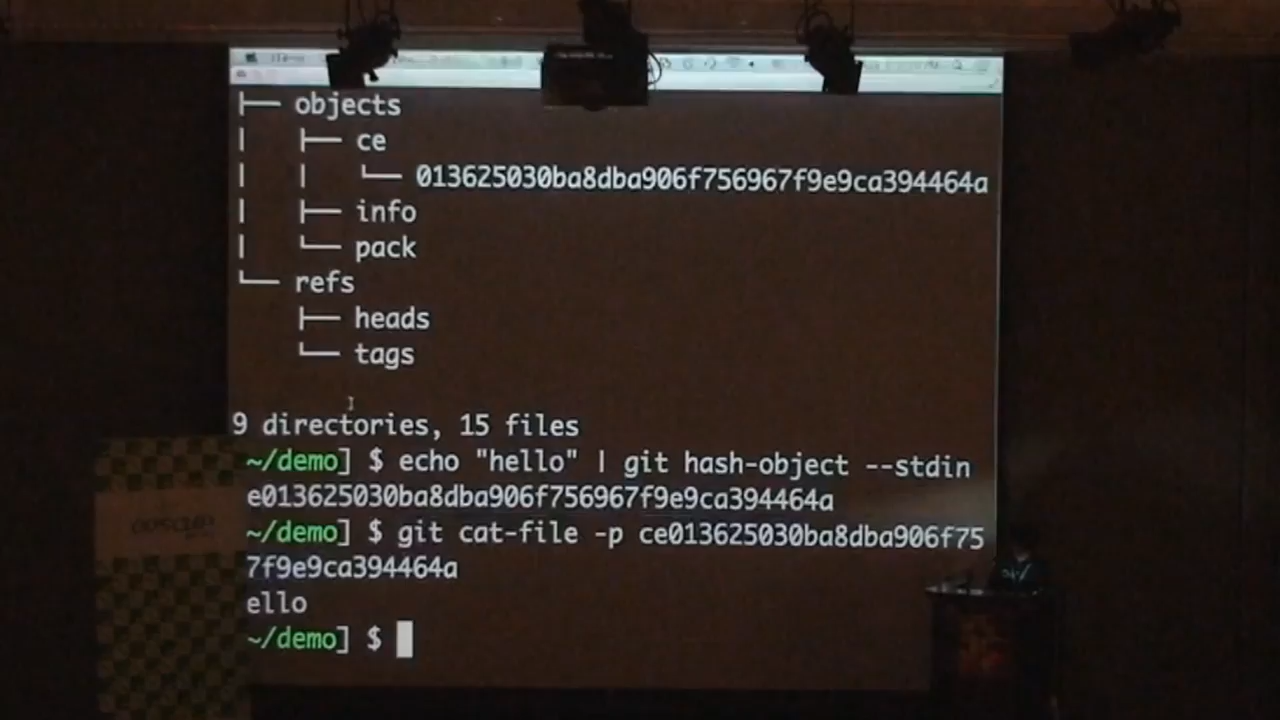 ├── objects
│   ├── ce
│   │   └── 013625030ba8dba906f756967f9e9ca394464a
│   ├── info
│   └── pack
└── refs
    ├── heads
    └── tags
9 directories, 15 files
~/demo] $ echo "hello" | git hash-object --stdin
e013625030ba8dba906f756967f9e9ca394464a
~/demo] $ git cat-file -p ce013625030ba8dba906f75
7f9e9ca394464a
ello
~/demo] $